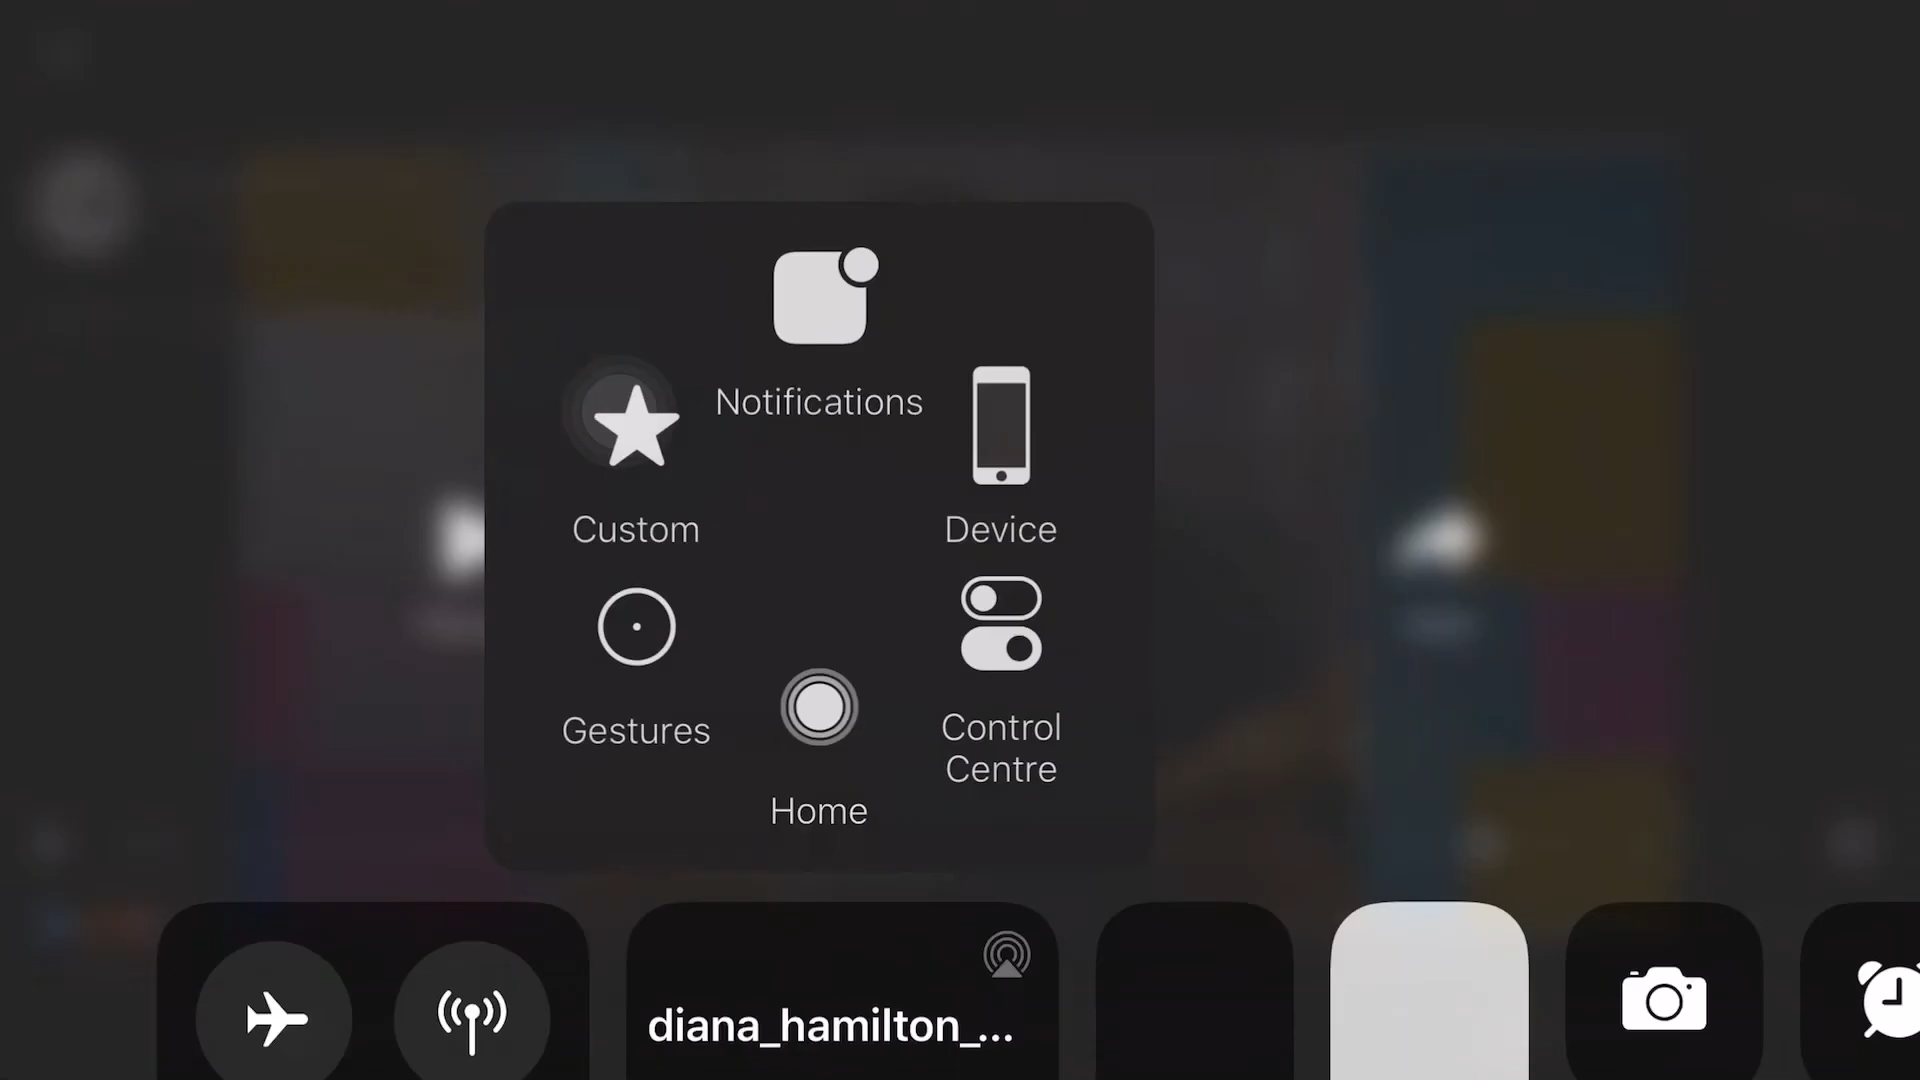 Notifications
Custom
Device
Gestures
Control
Centre
Home
diana_hamilton_...